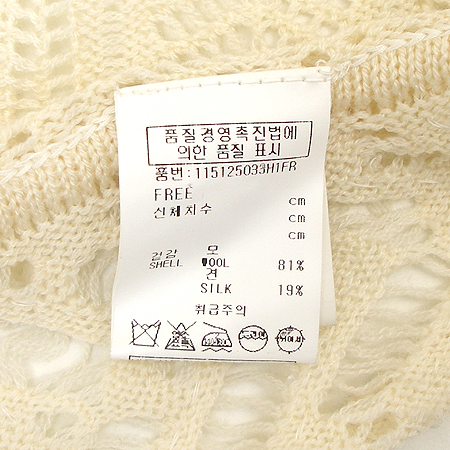 품질경영촉진법에
의한 품질 표시
품번:115125033H1FR
FREE cm
신체치수 cm
cm
겉감 모
SHELL WOOL 81%
견
SILK 19%
취급주의